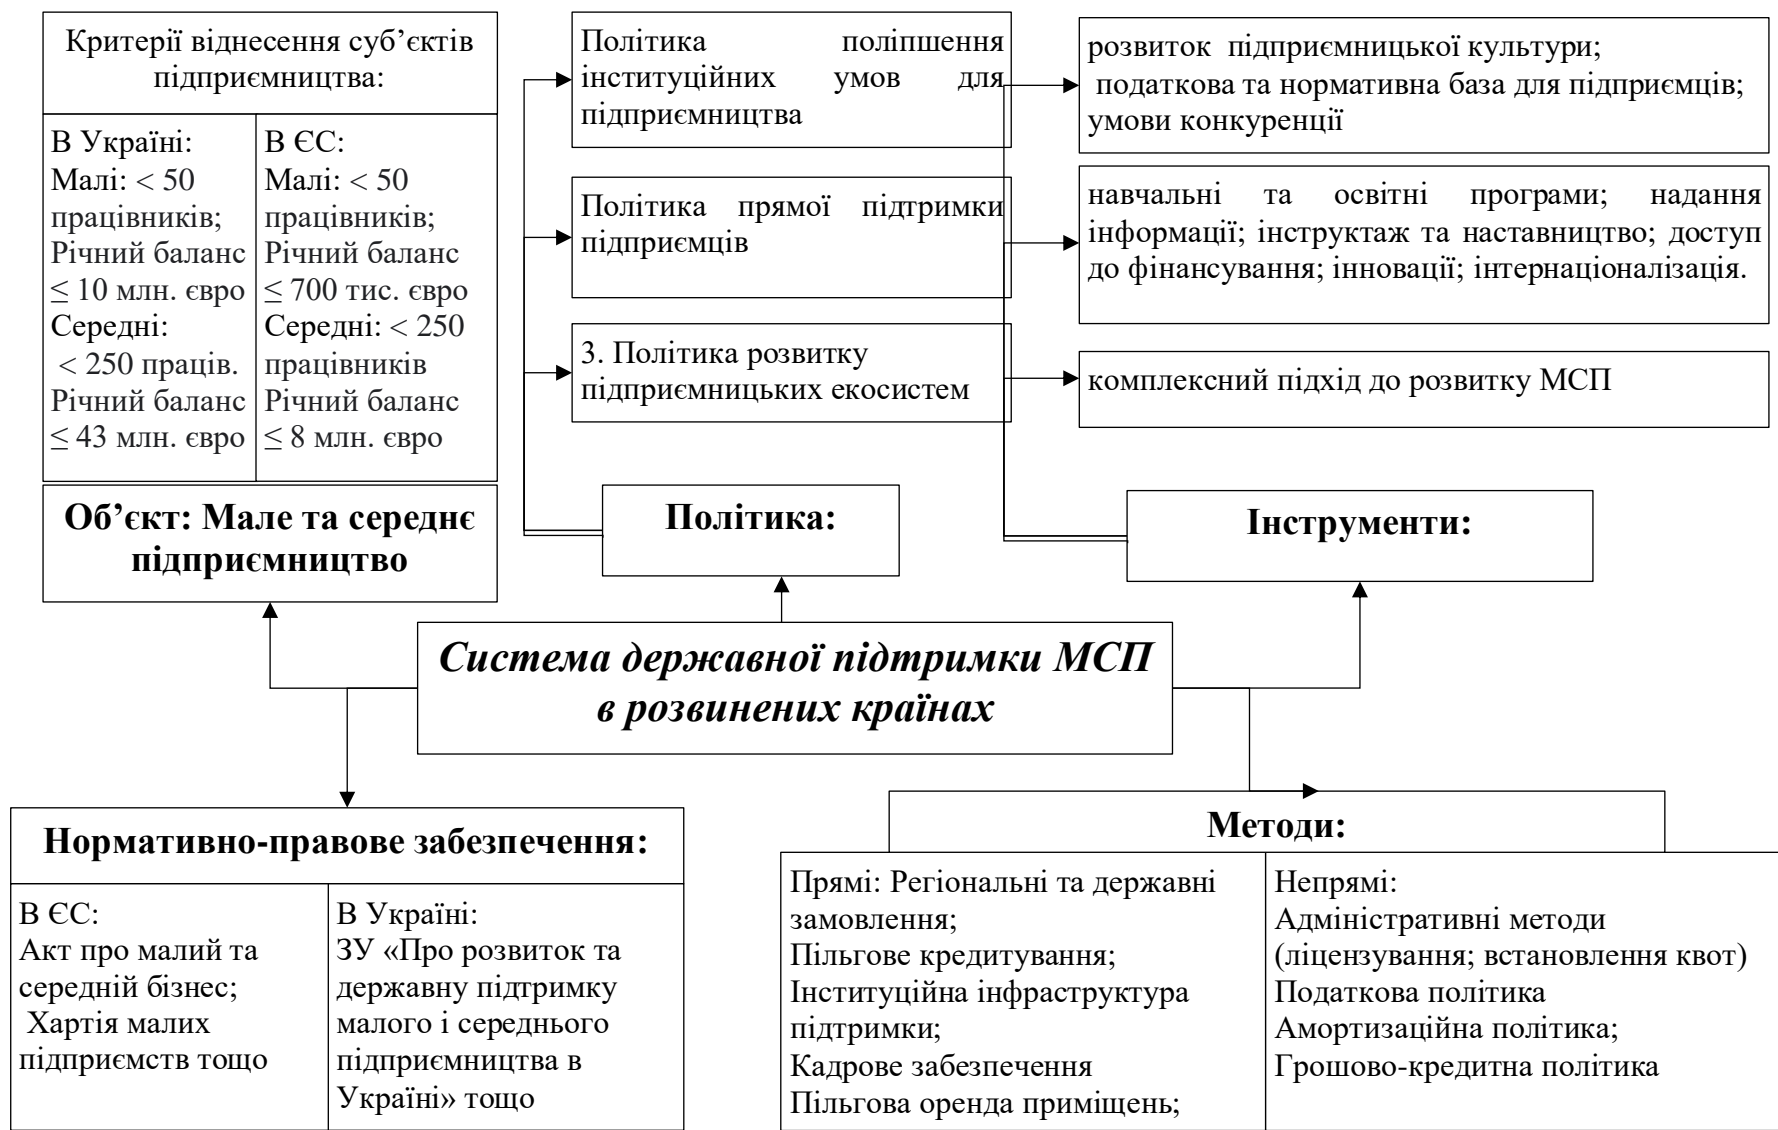 Критерії віднесення суб’єктів
підприємництва:
В Україні:
Малі: < 50
працівників;
Річний баланс
≤ 10 млн. євро
Середні:
< 250 праців.
Річний баланс
≤ 43 млн. євро
В ЄС:
Малі: < 50
працівників;
Річний баланс
≤ 700 тис. євро
Середні: < 250
працівників
Річний баланс
≤ 8 млн. євро
Об’єкт: Мале та середнє
підприємництво
Політика поліпшення
інституційних умов для
підприємництва
Політика прямої підтримки
підприємців
3. Політика розвитку
підприємницьких екосистем
Політика:
розвиток підприємницької культури;
податкова та нормативна база для підприємців;
умови конкуренції
навчальні та освітні програми; надання
інформації; інструктаж та наставництво; доступ
до фінансування; інновації; інтернаціоналізація.
комплексний підхід до розвитку МСП
Інструменти:
Система державної підтримки МСП
в розвинених країнах
Нормативно-правове забезпечення:
В ЄС:
Акт про малий та
середній бізнес;
Хартія малих
підприємств тощо
В Україні:
ЗУ «Про розвиток та
державну підтримку
малого і середнього
підприємництва в
Україні» тощо
Методи:
Прямі: Регіональні та державні
замовлення;
Пільгове кредитування;
Інституційна інфраструктура
підтримки;
Кадрове забезпечення
Пільгова оренда приміщень;
Непрямі:
Адміністративні методи
(ліцензування; встановлення квот)
Податкова політика
Амортизаційна політика;
Грошово-кредитна політика